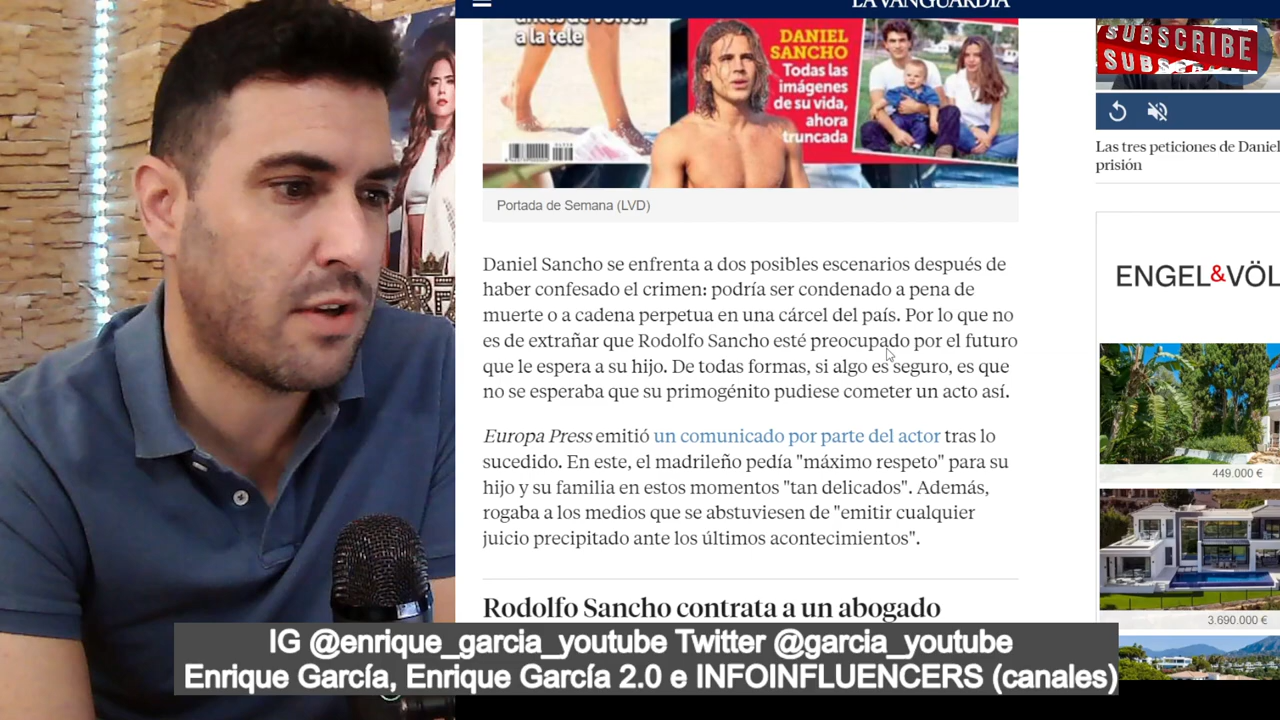 LA VANGUARDIA
antes de volver
a la tele
DANIEL
SANCHO
Todas las
imágenes
de su vida,
ahora
truncada
Portada de Semana (LVD)
Daniel Sancho se enfrenta a dos posibles escenarios después de
haber confesado el crimen: podría ser condenado a pena de
muerte o a cadena perpetua en una cárcel del país. Por lo que no
es de extrañar que Rodolfo Sancho esté preocupado por el futuro
que le espera a su hijo. De todas formas, si algo es seguro, es que
no se esperaba que su primogénito pudiese cometer un acto así.
Europa Press emitió un comunicado por parte del actor tras lo
sucedido. En este, el madrileño pedía "máximo respeto" para su
hijo y su familia en estos momentos "tan delicados". Además,
rogaba a los medios que se abstuviesen de "emitir cualquier
juicio precipitado ante los últimos acontecimientos".
Rodolfo Sancho contrata a un abogado
SUBSCRIBE
SUBS
Las tres peticiones de Daniel
prisión
ENGEL&VÖL
449.000 €
3.690.000 €
IG @enrique_garcia_youtube Twitter @garcia_youtube
Enrique García, Enrique García 2.0 e INFOINFLUENCERS (canales)